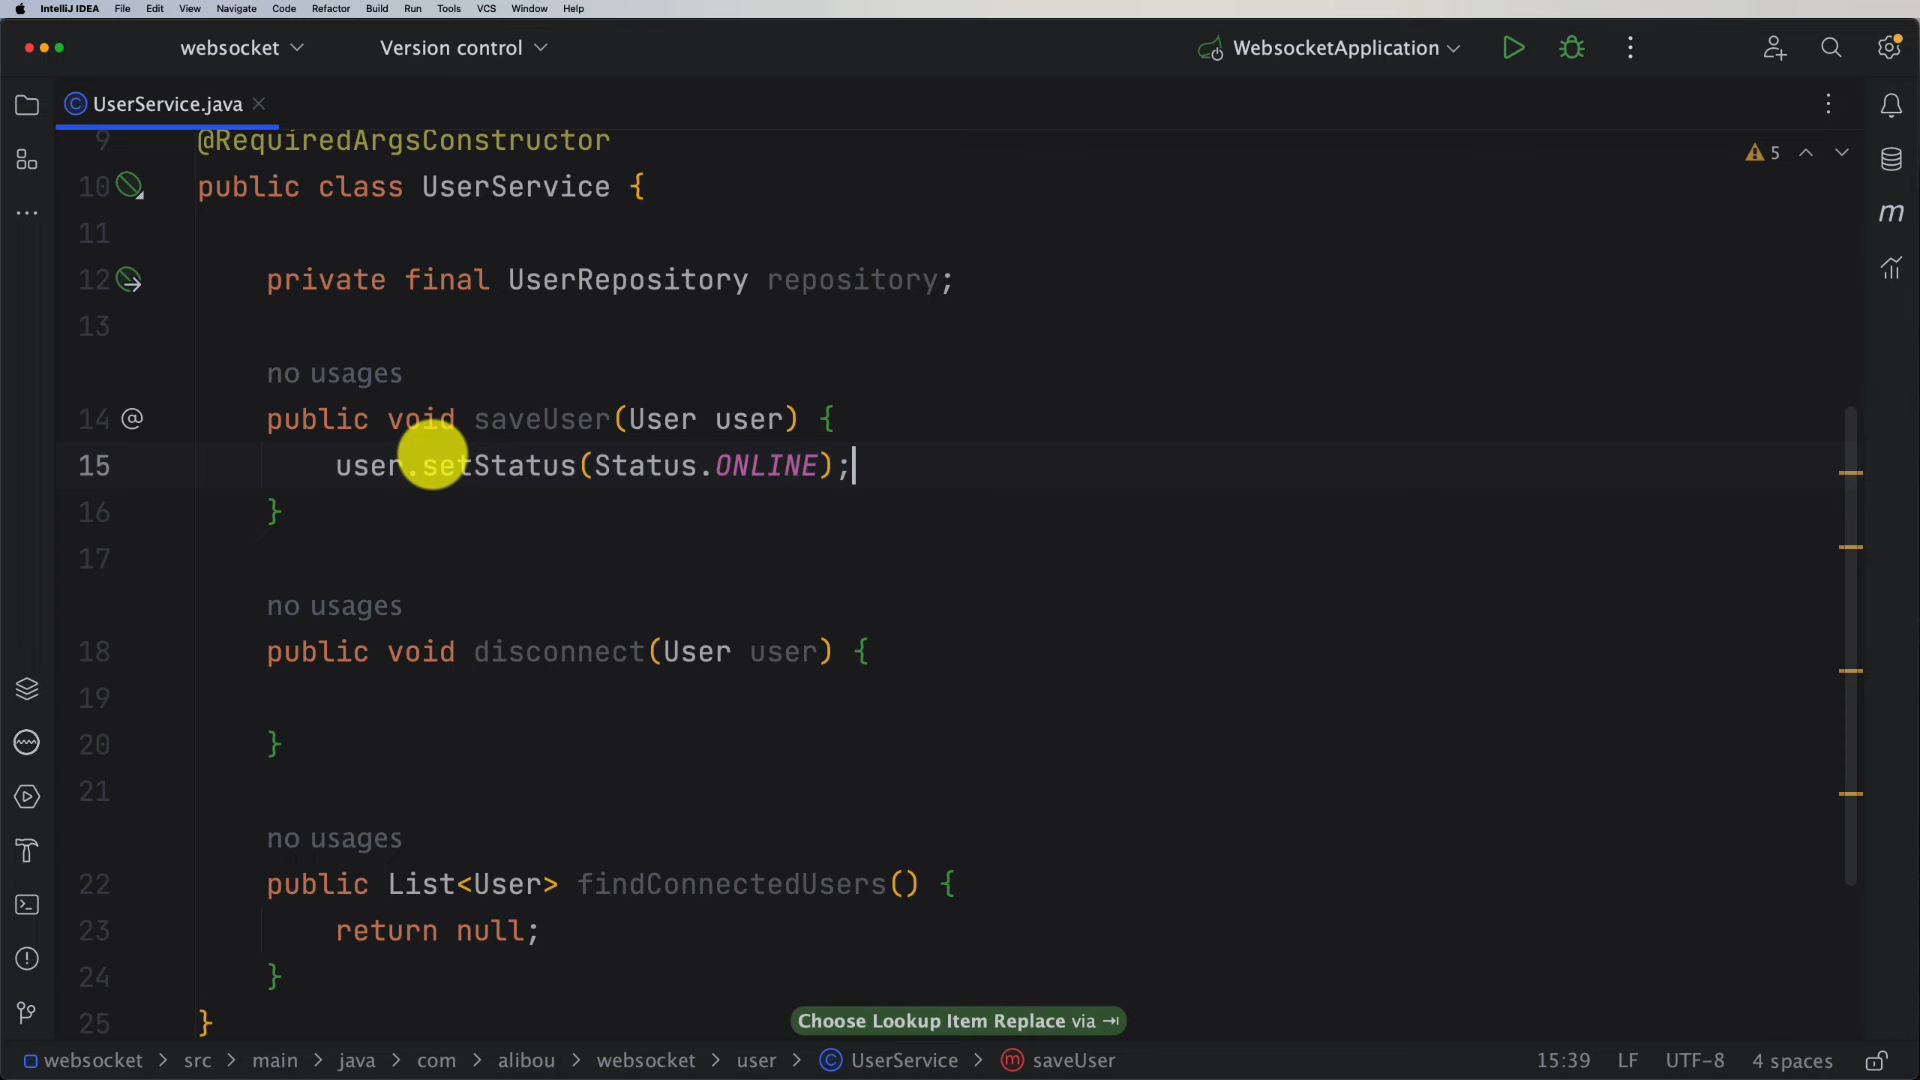 IntelliJ IDEA File Edit View Navigate Code Refactor Build Run Tools VCS Window Help
websocket Version control WebsocketApplication
UserService.java
5
9 @RequiredArgsConstructor
10 public class UserService {
11
12 private final UserRepository repository;
13
no usages
14 @ public void saveUser(User user) {
15 user.setStatus(Status.ONLINE);
16 }
17
no usages
18 public void disconnect(User user) {
19
20 }
21
no usages
22 public List<User> findConnectedUsers() {
23 return null;
24 }
25 }
Choose Lookup Item Replace via ⇥
websocket > src > main > java > com > alibou > websocket > user > UserService > saveUser 15:39 LF UTF-8 4 spaces